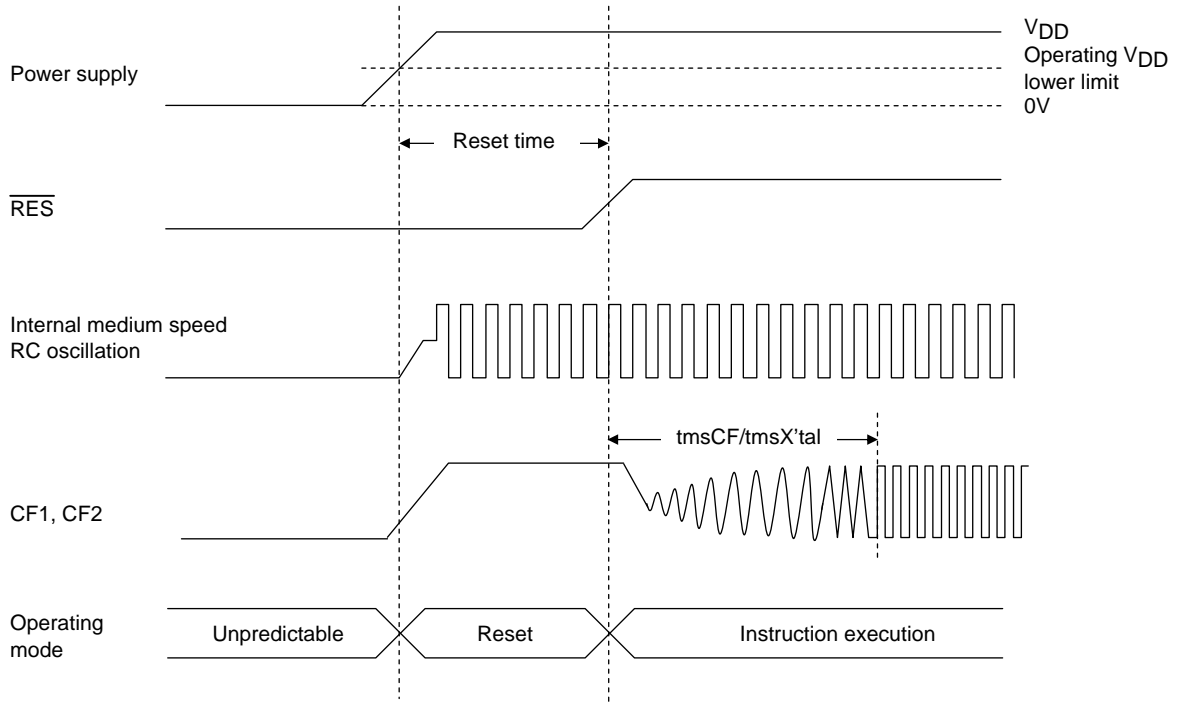 VDD
Operating VDD
lower limit
0V
Power supply
Reset time
RES
Internal medium speed
RC oscillation
tmsCF/tmsX'tal
CF1, CF2
Operating
mode
Unpredictable
Reset
Instruction execution